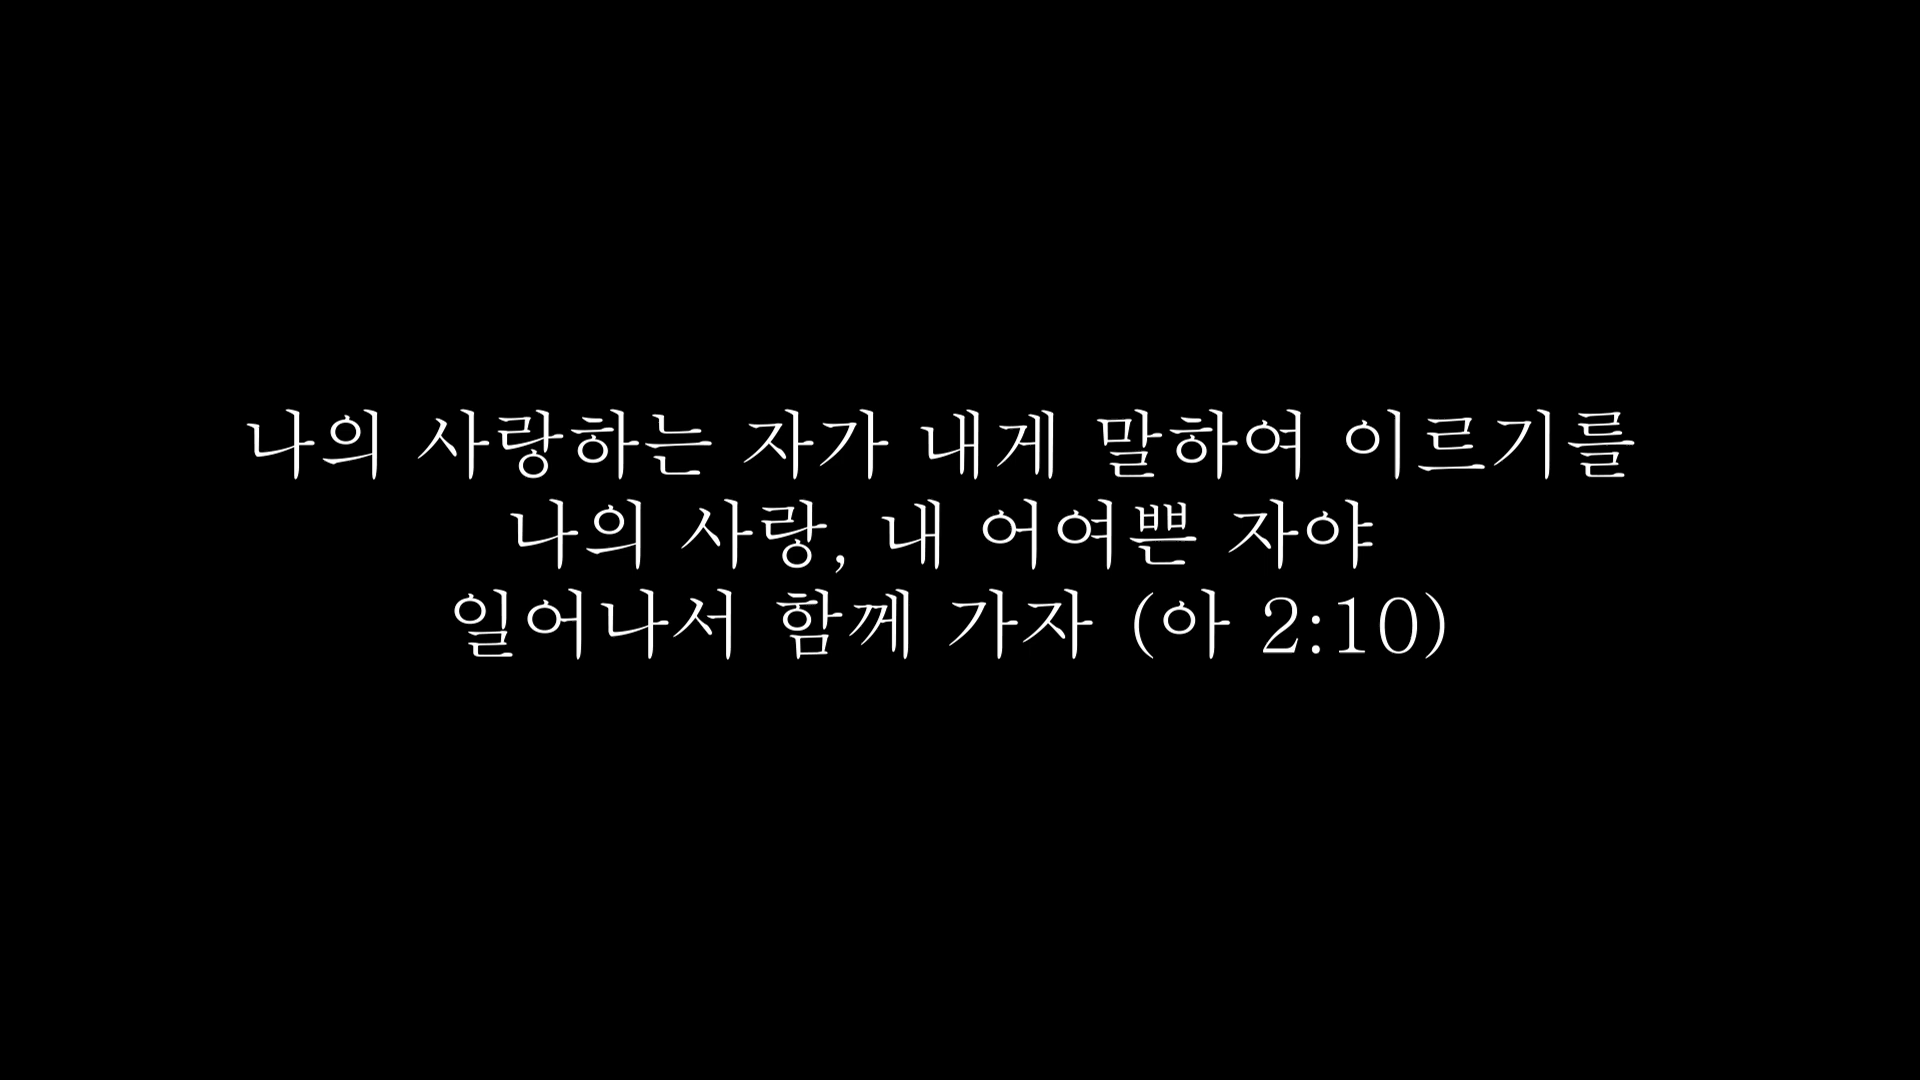 나의 사랑하는 자가 내게 말하여 이르기를
나의 사랑, 내 어여쁜 자야
일어나서 함께 가자 (아 2:10)